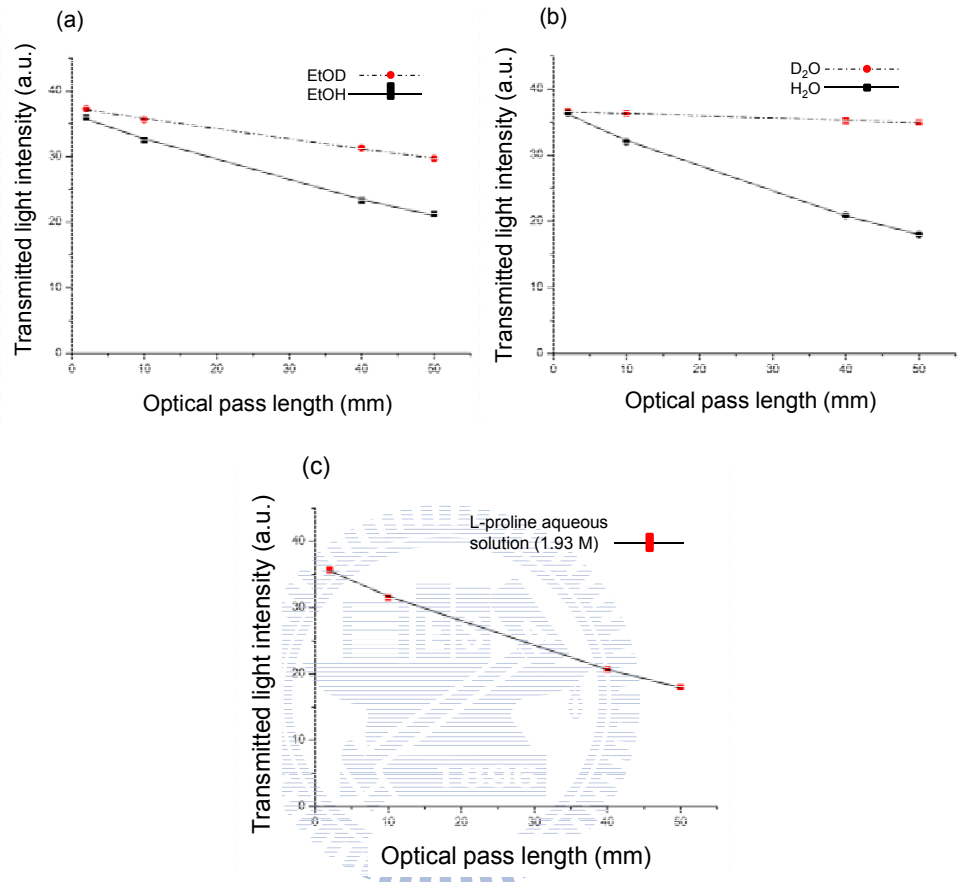 (a)
EtOD
EtOH
Transmitted light intensity (a.u.)
40
30
20
10
0
0 10 20 30 40 50
Optical pass length (mm)
(b)
D₂O
H₂O
Transmitted light intensity (a.u.)
40
30
20
10
0
0 10 20 30 40 50
Optical pass length (mm)
(c)
L-proline aqueous
solution (1.93 M)
Transmitted light intensity (a.u.)
40
30
20
10
0
0 10 20 30 40 50
Optical pass length (mm)